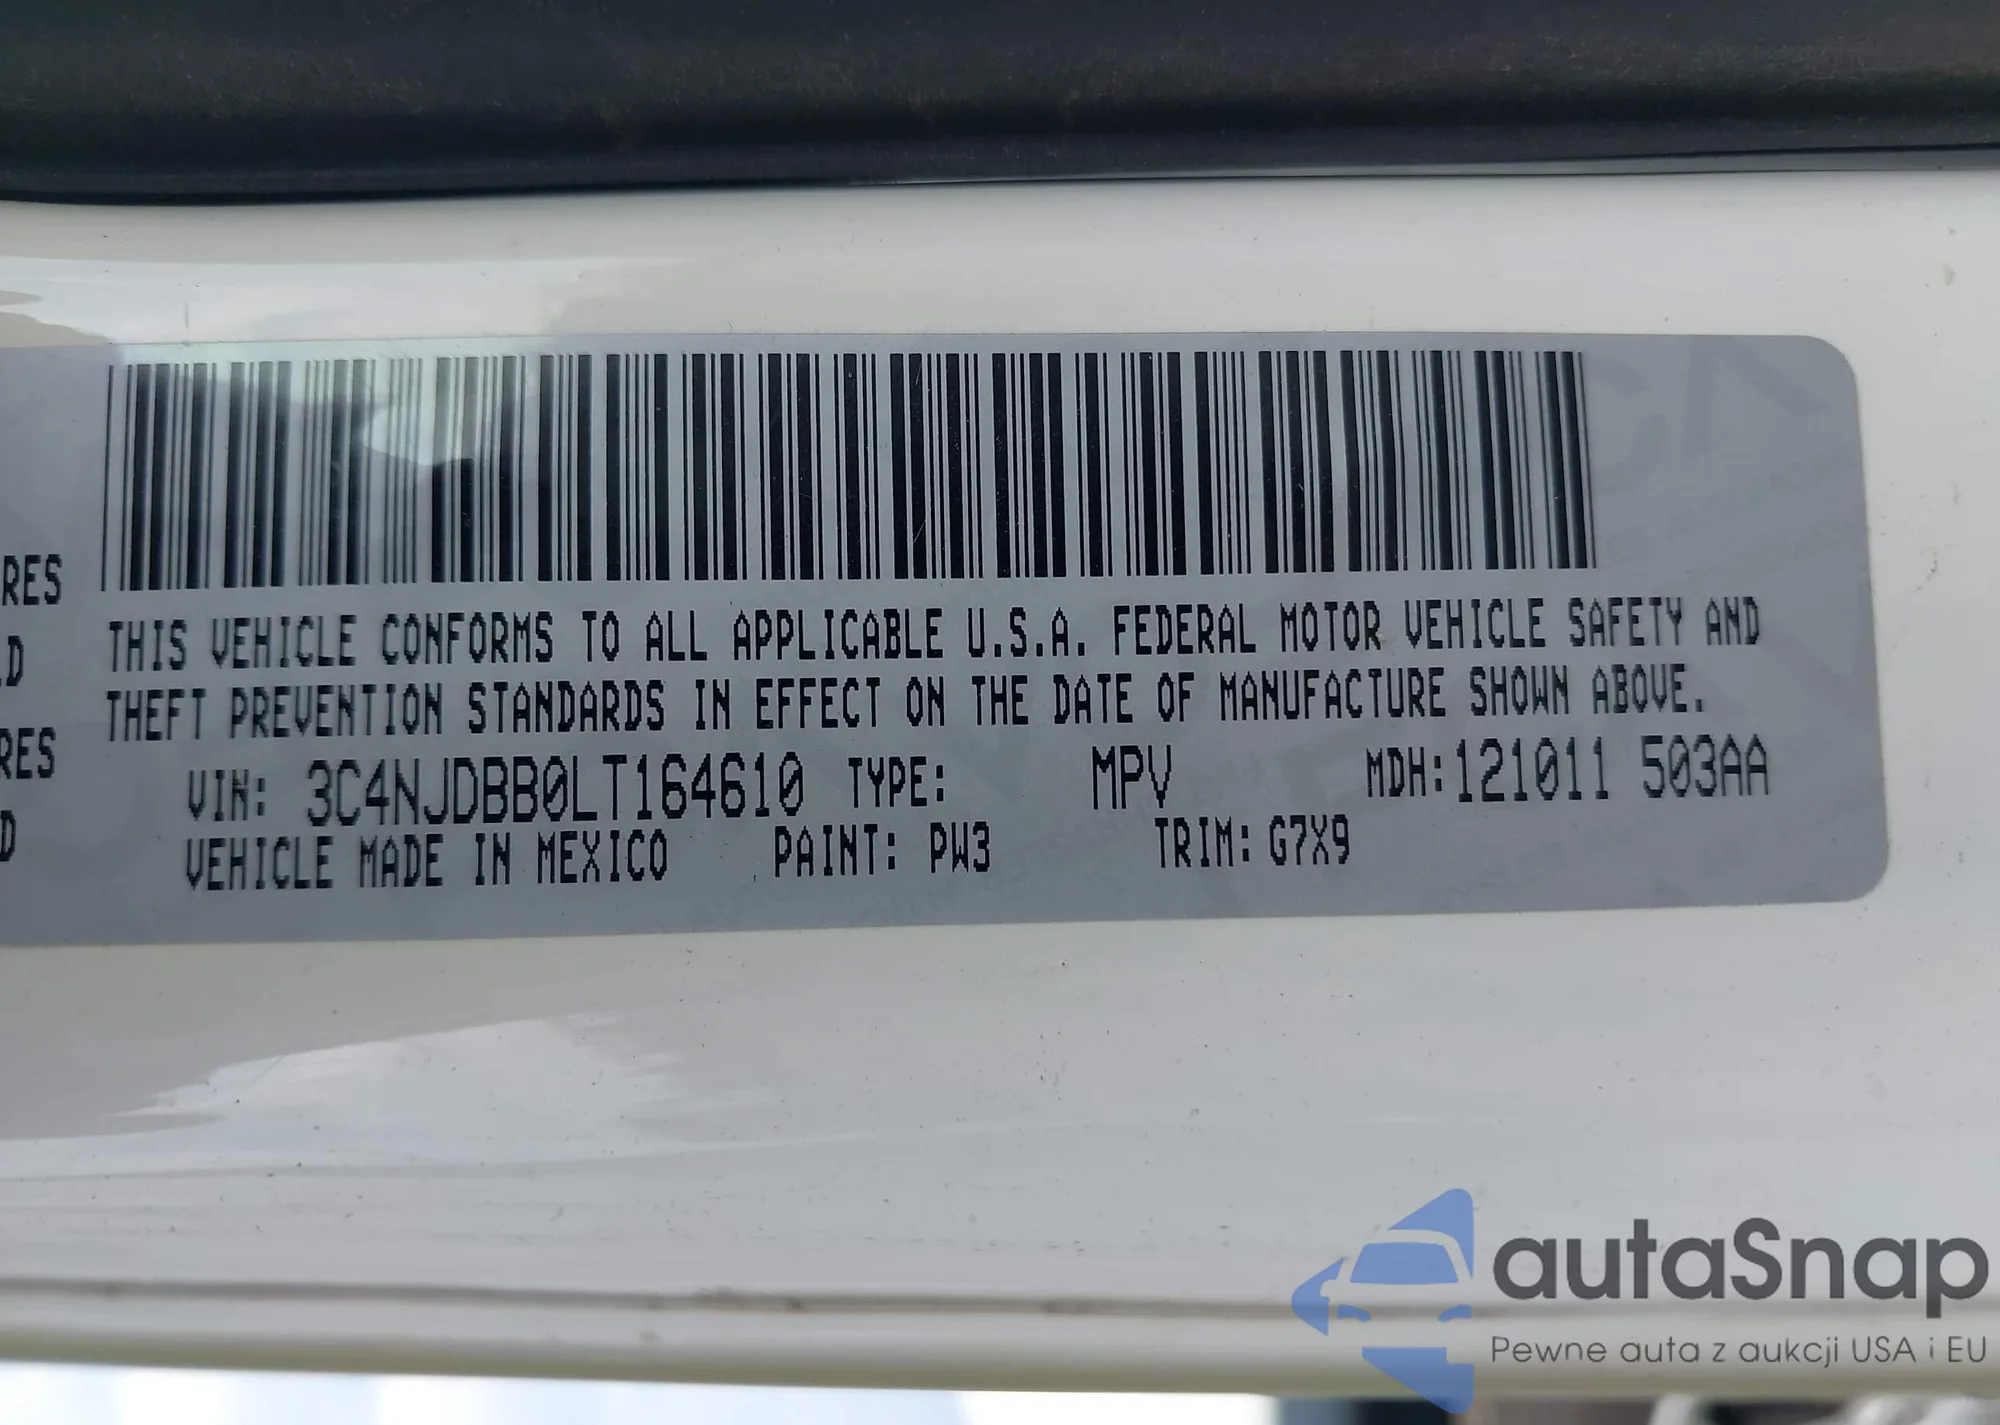 RES
D
RES
D
THIS VEHICLE CONFORMS TO ALL APPLICABLE U.S.A. FEDERAL MOTOR VEHICLE SAFETY AND
THEFT PREVENTION STANDARDS IN EFFECT ON THE DATE OF MANUFACTURE SHOWN ABOVE.
VIN: 3C4NJDBB0LT164610 TYPE: MPV MDH:121011 503AA
VEHICLE MADE IN MEXICO PAINT: PW3 TRIM: G7X9
autaSnap
Pewne auta z aukcji USA i EU